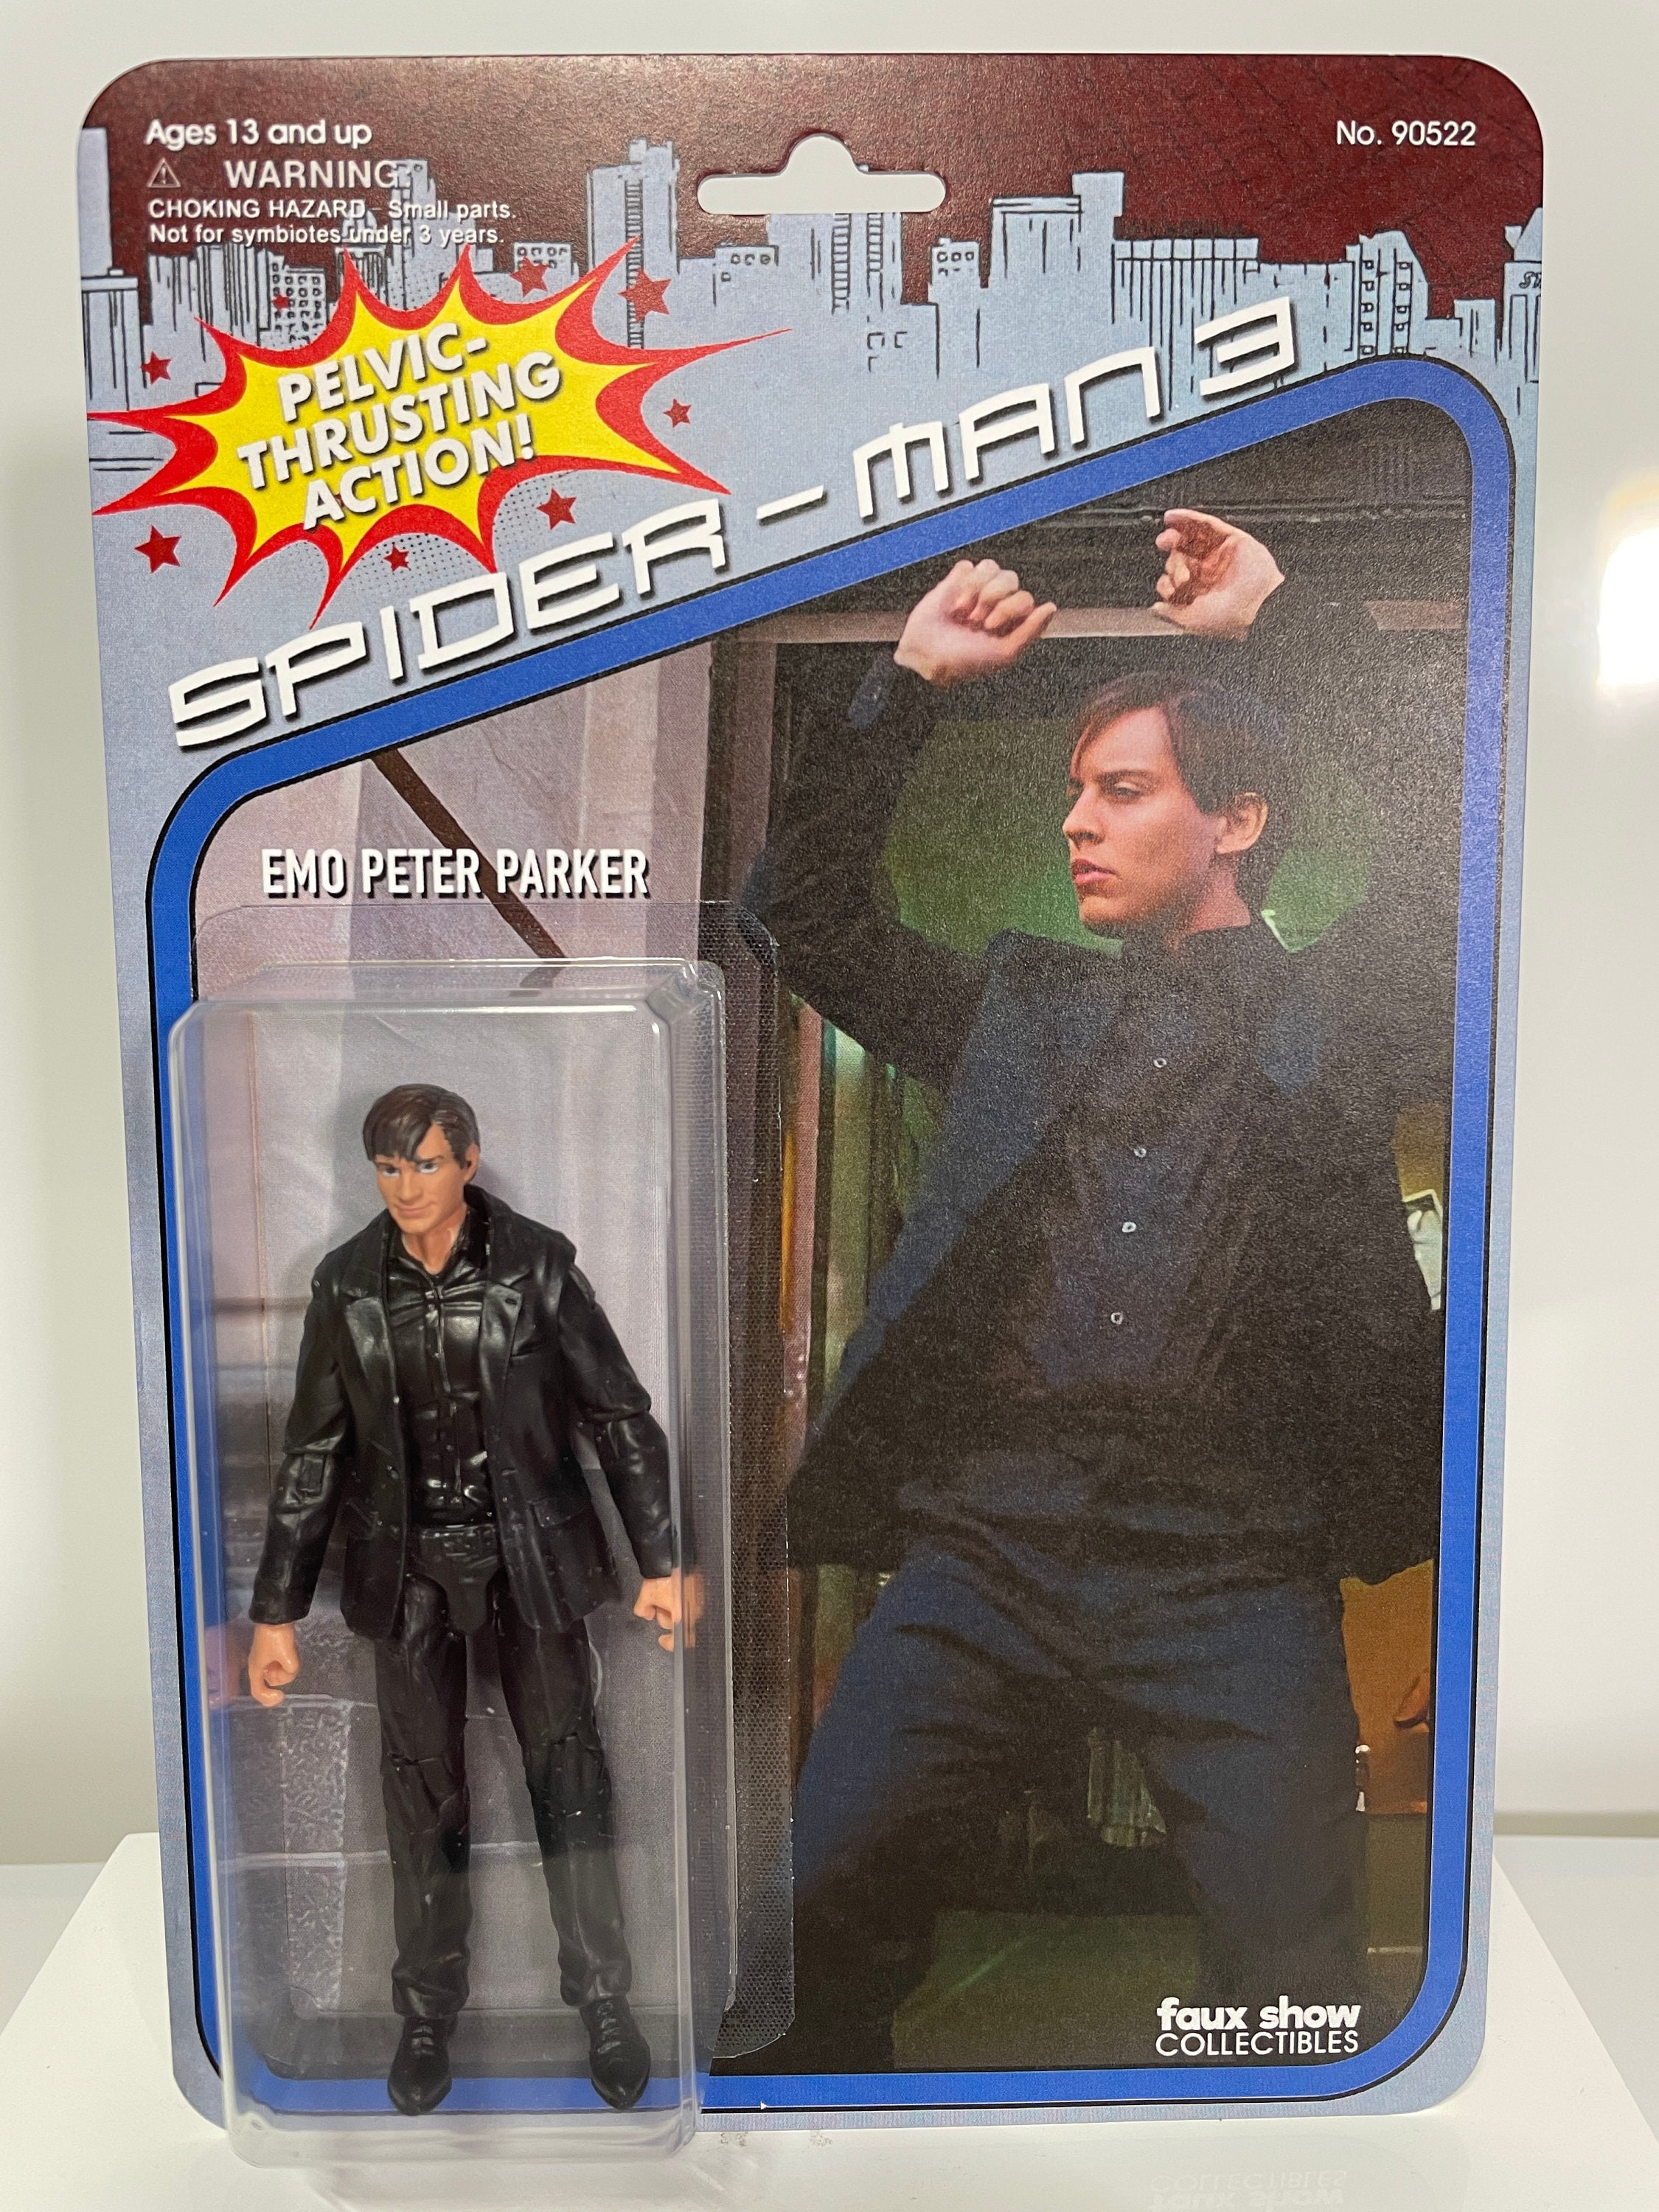 Ages 13 and up
No. 90522
WARNING:
CHOKING HAZARD - Small parts.
Not for symbiotes under 3 years.
PELVIC-
THRUSTING
ACTION!
SPIDER-MAN 3
EMO PETER PARKER
faux show
COLLECTIBLES